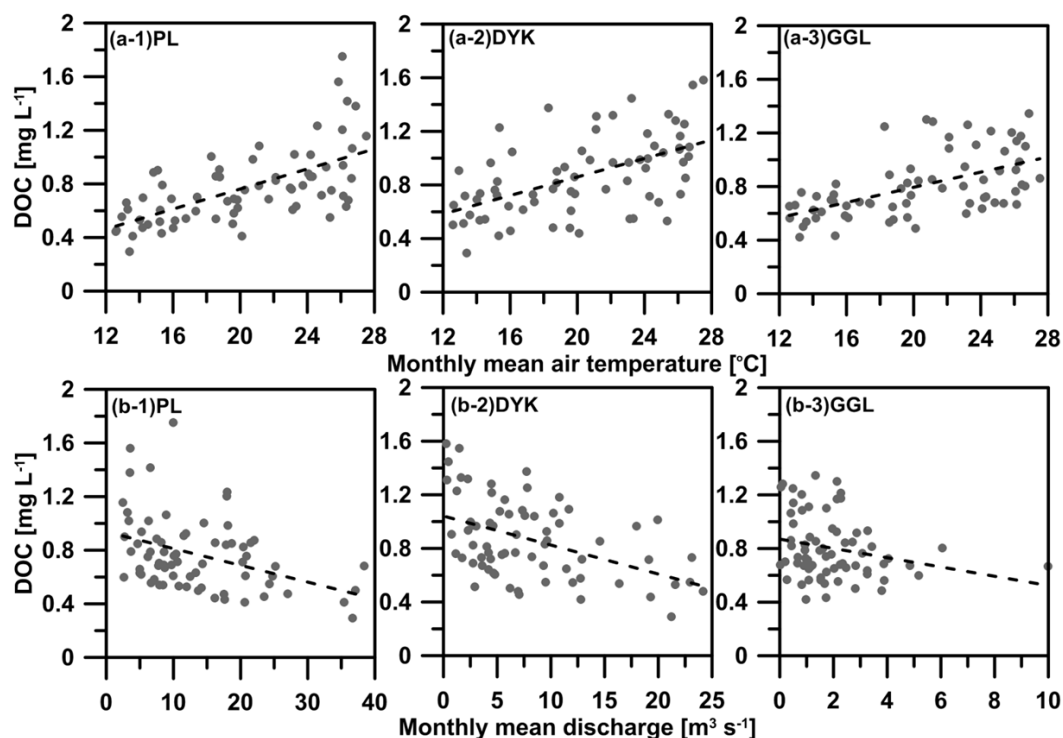 (a-1)PL (a-2)DYK (a-3)GGL
2 2 2
1.6 1.6 1.6
1.2 1.2 1.2
0.8 0.8 0.8
0.4 0.4 0.4
0 0 0
DOC [mg L-1]
12 16 20 24 28 12 16 20 24 28 12 16 20 24 28
Monthly mean air temperature [°C]
(b-1)PL (b-2)DYK (b-3)GGL
2 2 2
1.6 1.6 1.6
1.2 1.2 1.2
0.8 0.8 0.8
0.4 0.4 0.4
0 0 0
DOC [mg L-1]
0 10 20 30 40 0 5 10 15 20 25 0 2 4 6 8 10
Monthly mean discharge [m3 s-1]